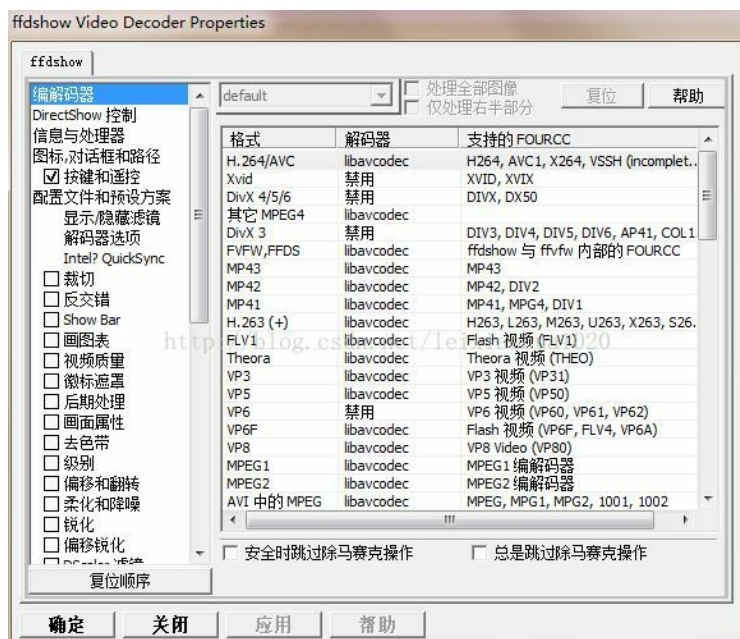 ffdshow Video Decoder Properties
ffdshow
编解码器
DirectShow 控制
信息与处理器
图标,对话框和路径
按键和遥控
配置文件和预设方案
显示/隐藏滤镜
解码器选项
Intel? QuickSync
裁切
反交错
Show Bar
画图表
视频质量
徽标遮罩
后期处理
画面属性
去色带
级别
偏移和翻转
柔化和降噪
锐化
偏移锐化
DScaler 滤镜
复位顺序
default
处理全部图像
仅处理右半部分
复位
帮助
格式 解码器 支持的 FOURCC
H.264/AVC libavcodec H264, AVC1, X264, VSSH (incomplet..
Xvid 禁用 XVID, XVIX
DivX 4/5/6 禁用 DIVX, DX50
其它 MPEG4 libavcodec
DivX 3 禁用 DIV3, DIV4, DIV5, DIV6, AP41, COL1
FVFW,FFDS libavcodec ffdshow 与 ffvfw 内部的 FOURCC
MP43 libavcodec MP43
MP42 libavcodec MP42, DIV2
MP41 libavcodec MP41, MPG4, DIV1
H.263 (+) libavcodec H263, L263, M263, U263, X263, S26.
FLV1 libavcodec Flash 视频 (FLV1)
Theora libavcodec Theora 视频 (THEO)
VP3 libavcodec VP3 视频 (VP31)
VP5 libavcodec VP5 视频 (VP50)
VP6 禁用 VP6 视频 (VP60, VP61, VP62)
VP6F libavcodec Flash 视频 (VP6F, FLV4, VP6A)
VP8 libavcodec VP8 Video (VP80)
MPEG1 libavcodec MPEG1 编解码器
MPEG2 libavcodec MPEG2 编解码器
AVI 中的 MPEG libavcodec MPEG, MPG1, MPG2, 1001, 1002
安全时跳过除马赛克操作
总是跳过除马赛克操作
确定
关闭
应用
帮助